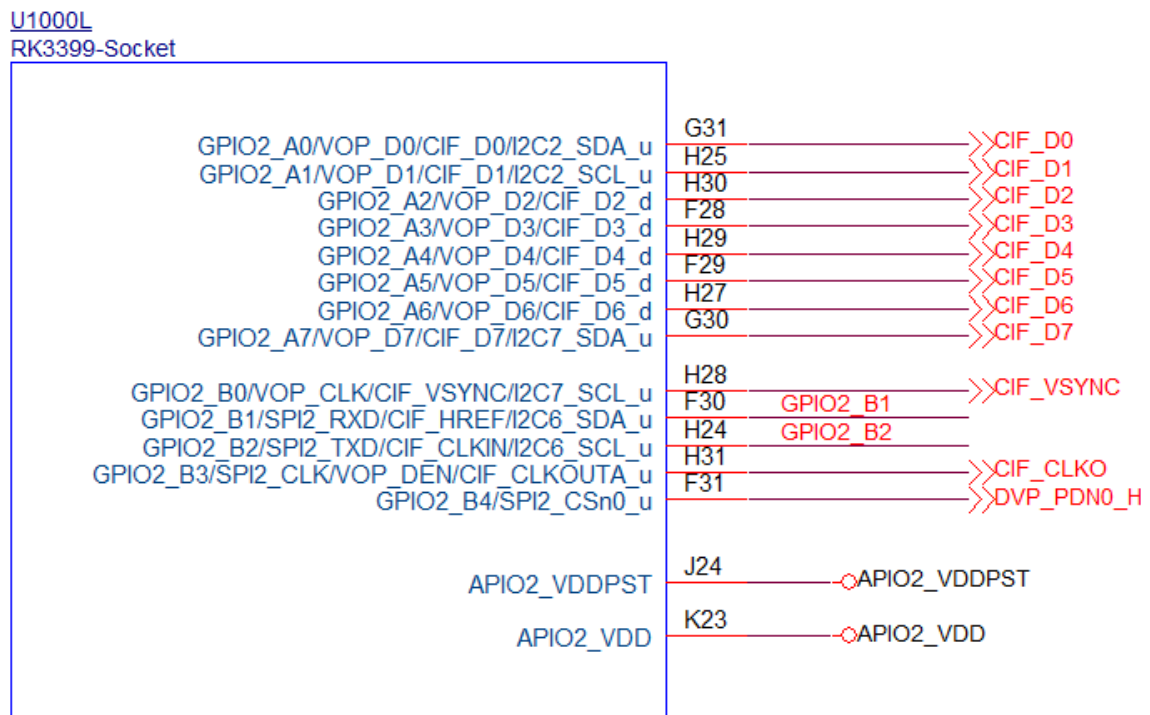 U1000L
RK3399-Socket
GPIO2_A0/VOP_D0/CIF_D0/I2C2_SDA_u G31 CIF_D0
GPIO2_A1/VOP_D1/CIF_D1/I2C2_SCL_u H25 CIF_D1
GPIO2_A2/VOP_D2/CIF_D2_d H30 CIF_D2
GPIO2_A3/VOP_D3/CIF_D3_d F28 CIF_D3
GPIO2_A4/VOP_D4/CIF_D4_d H29 CIF_D4
GPIO2_A5/VOP_D5/CIF_D5_d F29 CIF_D5
GPIO2_A6/VOP_D6/CIF_D6_d H27 CIF_D6
GPIO2_A7/VOP_D7/CIF_D7/I2C7_SDA_u G30 CIF_D7
GPIO2_B0/VOP_CLK/CIF_VSYNC/I2C7_SCL_u H28 CIF_VSYNC
GPIO2_B1/SPI2_RXD/CIF_HREF/I2C6_SDA_u F30 GPIO2_B1
GPIO2_B2/SPI2_TXD/CIF_CLKIN/I2C6_SCL_u H24 GPIO2_B2
GPIO2_B3/SPI2_CLK/VOP_DEN/CIF_CLKOUTA_u H31 CIF_CLKO
GPIO2_B4/SPI2_CSn0_u F31 DVP_PDN0_H
APIO2_VDDPST J24 APIO2_VDDPST
APIO2_VDD K23 APIO2_VDD